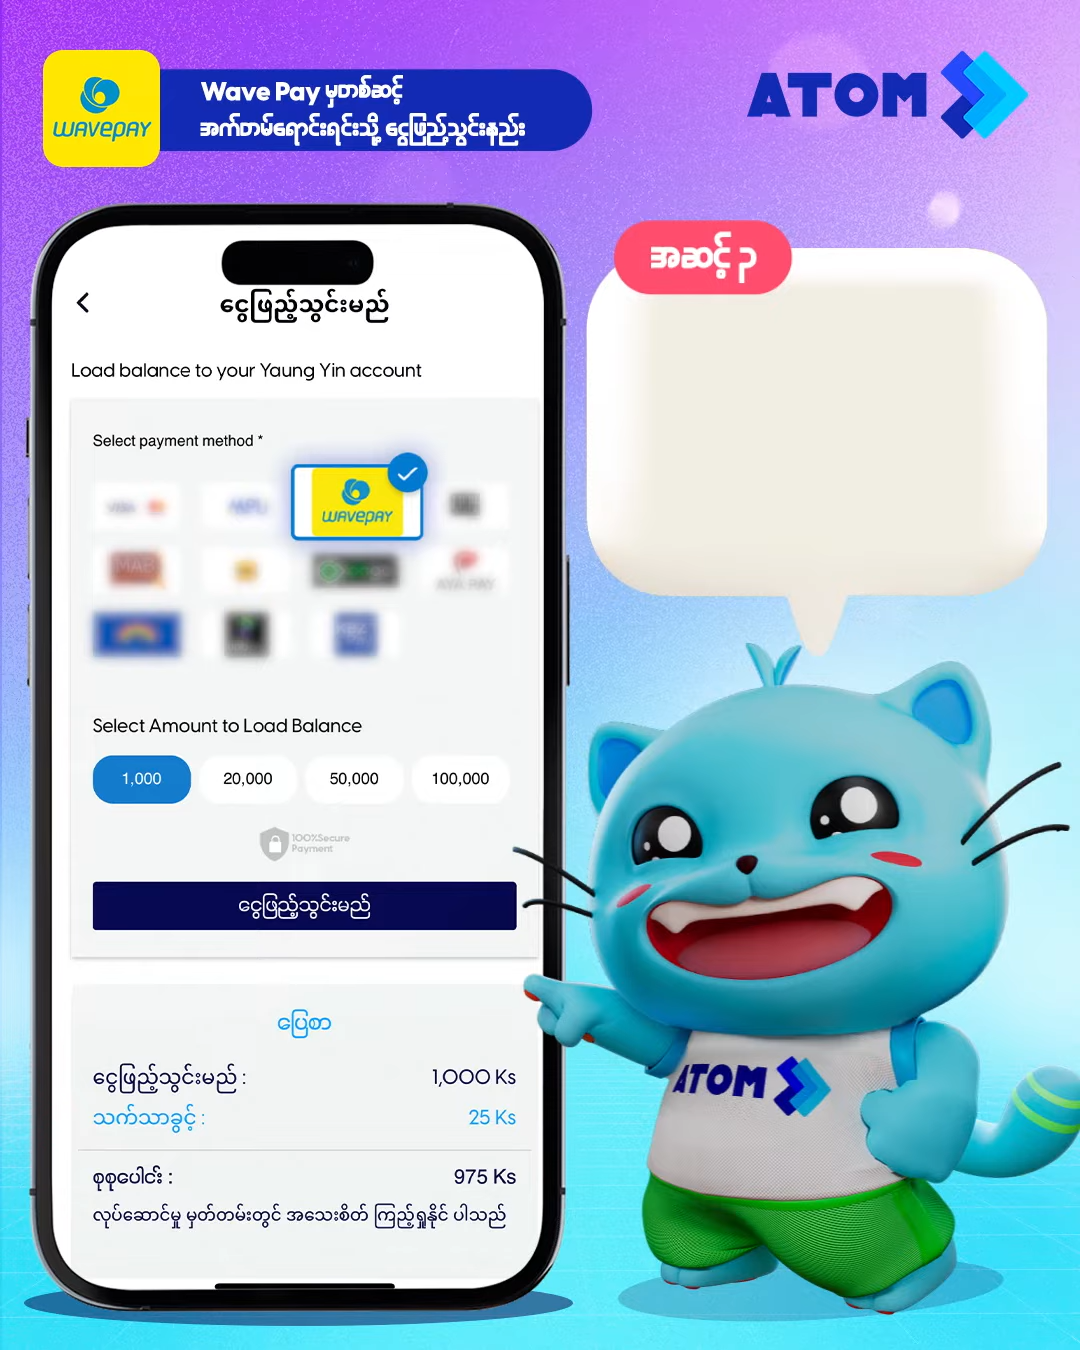 WAVEPAY
Wave Pay မှတစ်ဆင့်
အက်တမ်ရောင်းရင်းသို့ ငွေဖြည့်သွင်းနည်း
ATOM
အဆင့် ၃
ငွေဖြည့်သွင်းမည်
Load balance to your Yaung Yin account
Select payment method *
WAVEPAY
Select Amount to Load Balance
1,000 20,000 50,000 100,000
100%Secure
Payment
ငွေဖြည့်သွင်းမည်
ပြေစာ
ငွေဖြည့်သွင်းမည် : 1,000 Ks
သက်သာခွင့် : 25 Ks
စုစုပေါင်း : 975 Ks
လုပ်ဆောင်မှု မှတ်တမ်းတွင် အသေးစိတ် ကြည့်ရှုနိုင် ပါသည်
ATOM